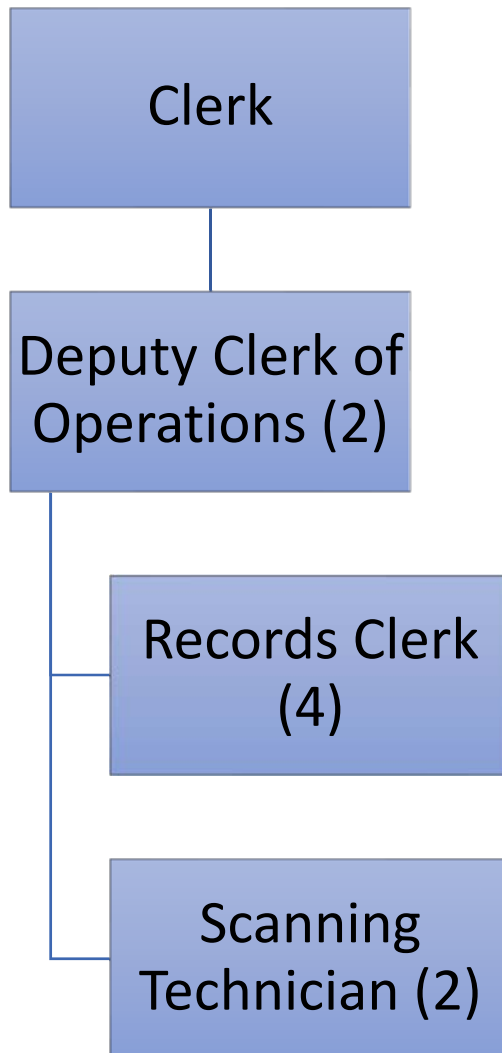 Clerk
Deputy Clerk of
Operations (2)
Records Clerk
(4)
Scanning
Technician (2)